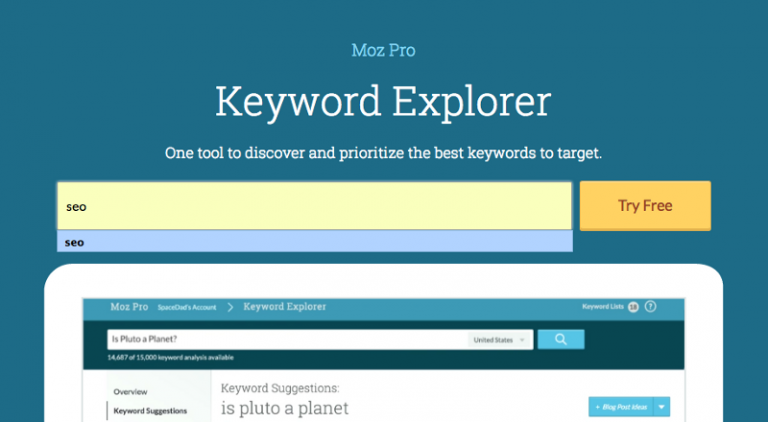 Moz Pro
Keyword Explorer
One tool to discover and prioritize the best keywords to target.
seo
Try Free
seo
Moz Pro SpaceDad's Account Keyword Explorer Keyword Lists 18 ?
Is Pluto a Planet? United States
14,687 of 15,000 keyword analysis available
Overview
Keyword Suggestions
Keyword Suggestions:
is pluto a planet
+ Blog Post Ideas